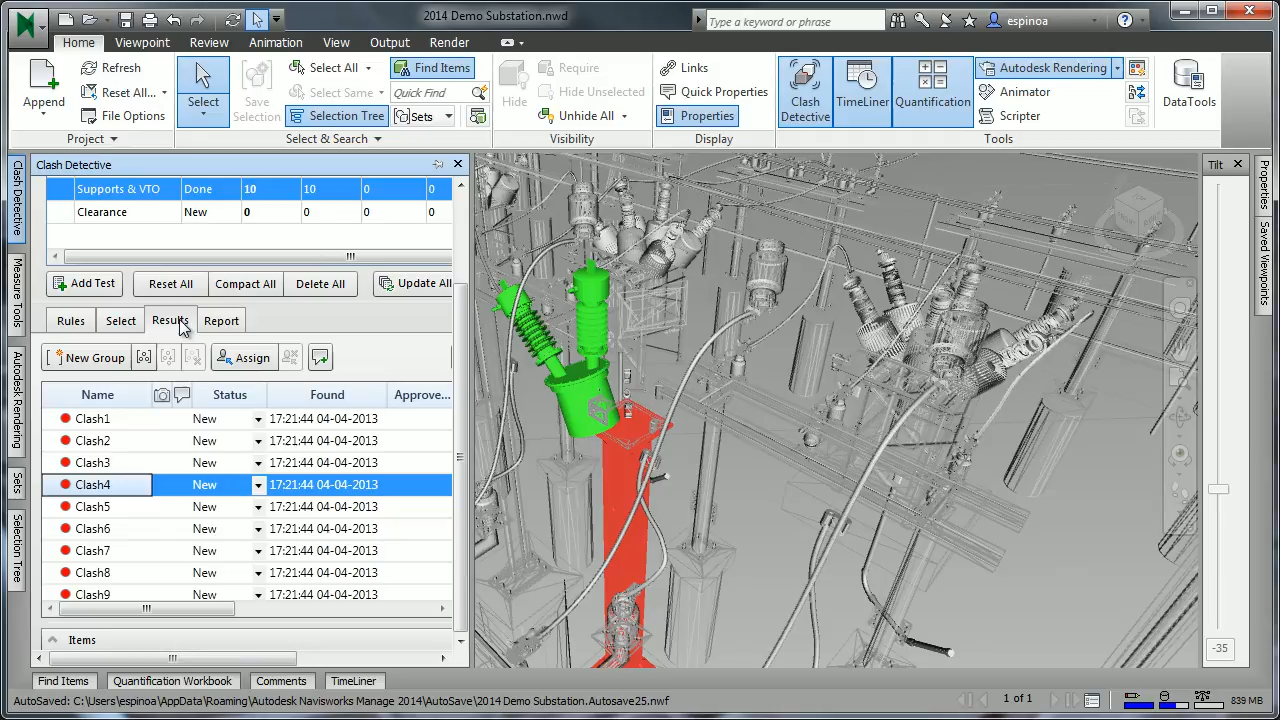 2014 Demo Substation.nwd
Type a keyword or phrase
espinoa
Home Viewpoint Review Animation View Output Render
Append
Refresh
Reset All...
File Options
Project
Select
Save Selection
Select All
Select Same
Selection Tree
Find Items
Quick Find
Sets
Select & Search
Hide
Require
Hide Unselected
Unhide All
Visibility
Links
Quick Properties
Properties
Display
Clash Detective
TimeLiner
Quantification
Autodesk Rendering
Animator
Scripter
DataTools
Tools
Clash Detective
Measure Tools
Autodesk Rendering
Sets
Selection Tree
Clash Detective
Supports & VTO Done 10 10 0 0
Clearance New 0 0 0 0
Add Test Reset All Compact All Delete All Update All
Rules Select Results Report
New Group Assign
Name Status Found Approve...
Clash1 New 17:21:44 04-04-2013
Clash2 New 17:21:44 04-04-2013
Clash3 New 17:21:44 04-04-2013
Clash4 New 17:21:44 04-04-2013
Clash5 New 17:21:44 04-04-2013
Clash6 New 17:21:44 04-04-2013
Clash7 New 17:21:44 04-04-2013
Clash8 New 17:21:44 04-04-2013
Clash9 New 17:21:44 04-04-2013
Items
Tilt
-35
Properties
Saved Viewpoints
Find Items Quantification Workbook Comments TimeLiner
AutoSaved: C:\Users\espinoa\AppData\Roaming\Autodesk Navisworks Manage 2014\AutoSave\2014 Demo Substation.Autosave25.nwf
1 of 1
839 MB